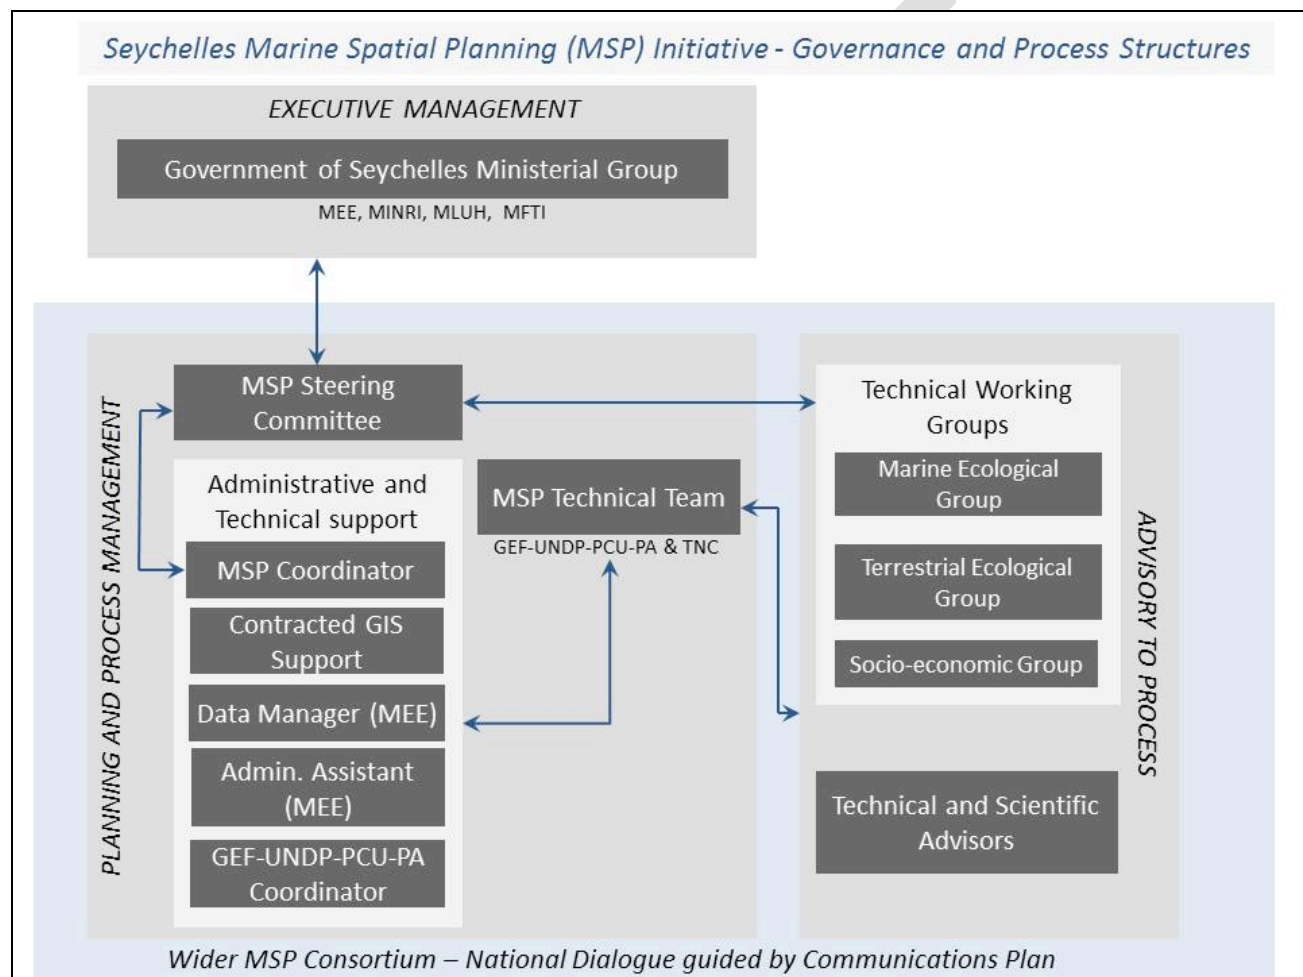 Seychelles Marine Spatial Planning (MSP) Initiative - Governance and Process Structures
EXECUTIVE MANAGEMENT
Government of Seychelles Ministerial Group
MEE, MINRI, MLUH, MFTI
PLANNING AND PROCESS MANAGEMENT
MSP Steering
Committee
Administrative and
Technical support
MSP Coordinator
Contracted GIS
Support
Data Manager (MEE)
Admin. Assistant
(MEE)
GEF-UNDP-PCU-PA
Coordinator
MSP Technical Team
GEF-UNDP-PCU-PA & TNC
Technical Working
Groups
Marine Ecological
Group
Terrestrial Ecological
Group
Socio-economic Group
Technical and Scientific
Advisors
ADVISORY TO PROCESS
Wider MSP Consortium – National Dialogue guided by Communications Plan